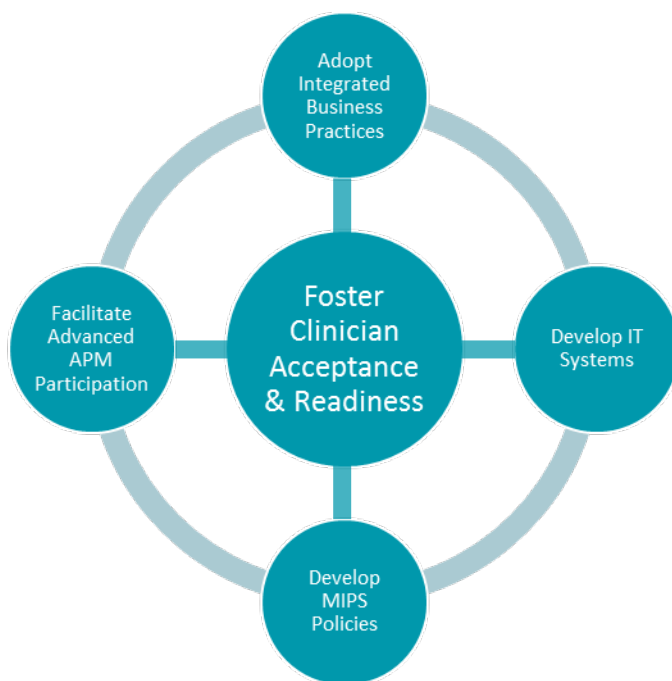 Adopt
Integrated
Business
Practices
Facilitate
Advanced
APM
Participation
Foster
Clinician
Acceptance
& Readiness
Develop IT
Systems
Develop
MIPS
Policies